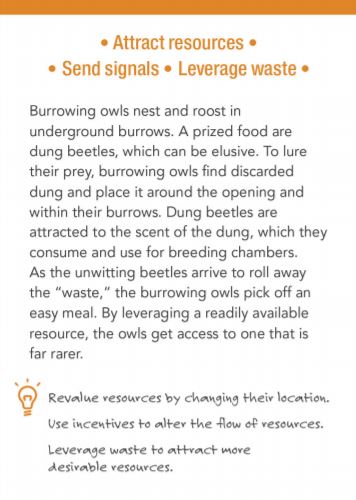 • Attract resources •
• Send signals • Leverage waste •
Burrowing owls nest and roost in
underground burrows. A prized food are
dung beetles, which can be elusive. To lure
their prey, burrowing owls find discarded
dung and place it around the opening and
within their burrows. Dung beetles are
attracted to the scent of the dung, which they
consume and use for breeding chambers.
As the unwitting beetles arrive to roll away
the “waste,” the burrowing owls pick off an
easy meal. By leveraging a readily available
resource, the owls get access to one that is
far rarer.
Revalue resources by changing their location.
Use incentives to alter the flow of resources.
Leverage waste to attract more
desirable resources.